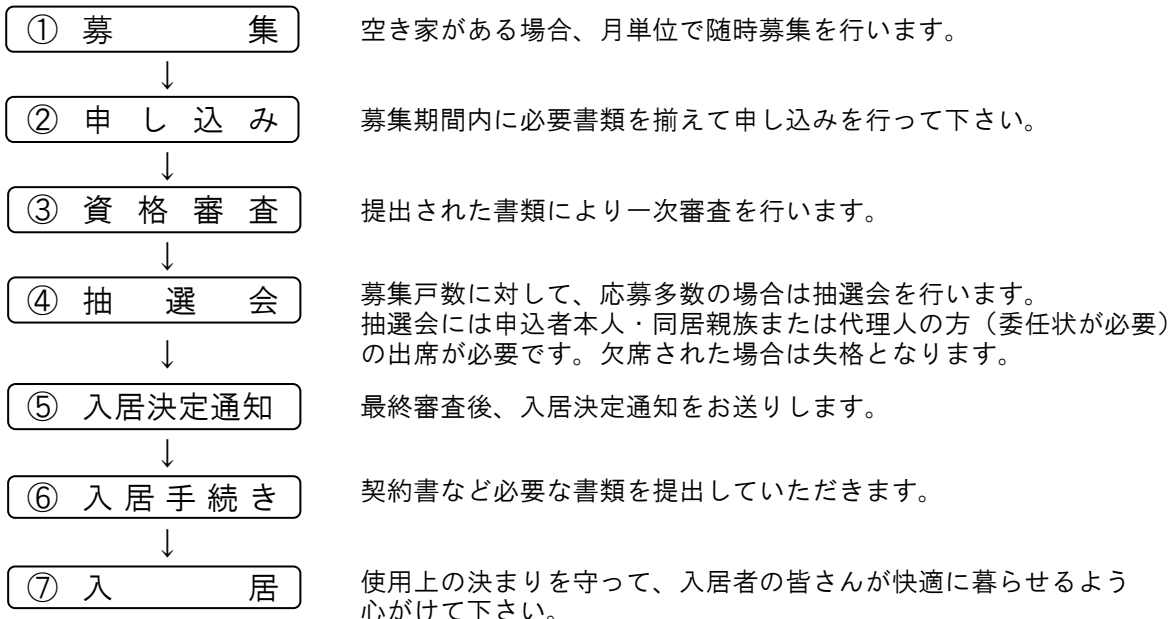 ① 募集 空き家がある場合、月単位で随時募集を行います。
↓
② 申し込み 募集期間内に必要書類を揃えて申し込みを行って下さい。
↓
③ 資格審査 提出された書類により一次審査を行います。
↓
④ 抽選会 募集戸数に対して、応募多数の場合は抽選会を行います。
抽選会には申込者本人・同居親族または代理人の方（委任状が必要）
の出席が必要です。欠席された場合は失格となります。
↓
⑤ 入居決定通知 最終審査後、入居決定通知をお送りします。
↓
⑥ 入居手続き 契約書など必要な書類を提出していただきます。
↓
⑦ 入居 使用上の決まりを守って、入居者の皆さんが快適に暮らせるよう
心がけて下さい。